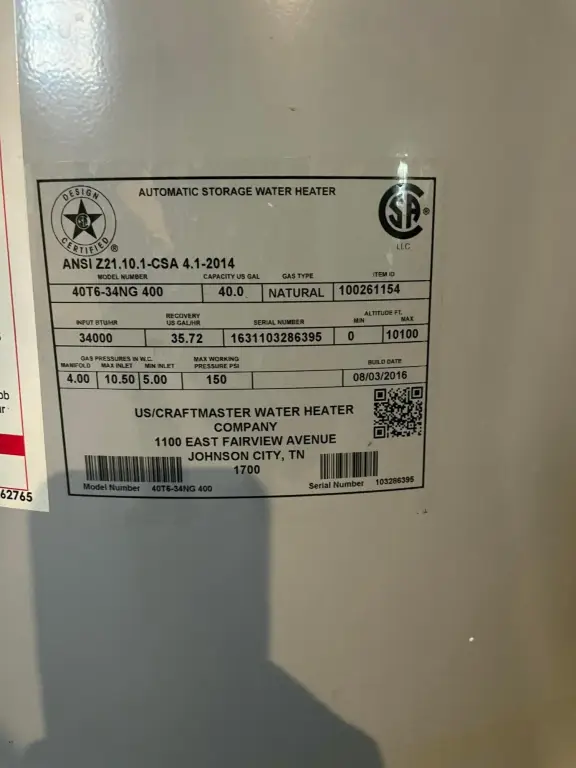 DESIGN
CERTIFIED
AUTOMATIC STORAGE WATER HEATER
SA
®
LLC
®
ANSI Z21.10.1-CSA 4.1-2014
MODEL NUMBER CAPACITY US GAL GAS TYPE ITEM ID
40T6-34NG 400 40.0 NATURAL 100261154
INPUT BTU/HR RECOVERY US GAL/HR SERIAL NUMBER ALTITUDE FT. MIN MAX
34000 35.72 1631103286395 0 10100
GAS PRESSURES IN W.C.
MANIFOLD MAX INLET MIN INLET MAX WORKING PRESSURE PSI BUILD DATE
4.00 10.50 5.00 150 08/03/2016
US/CRAFTMASTER WATER HEATER
COMPANY
1100 EAST FAIRVIEW AVENUE
JOHNSON CITY, TN
1700
Model Number 40T6-34NG 400 Serial Number 103286395
62765